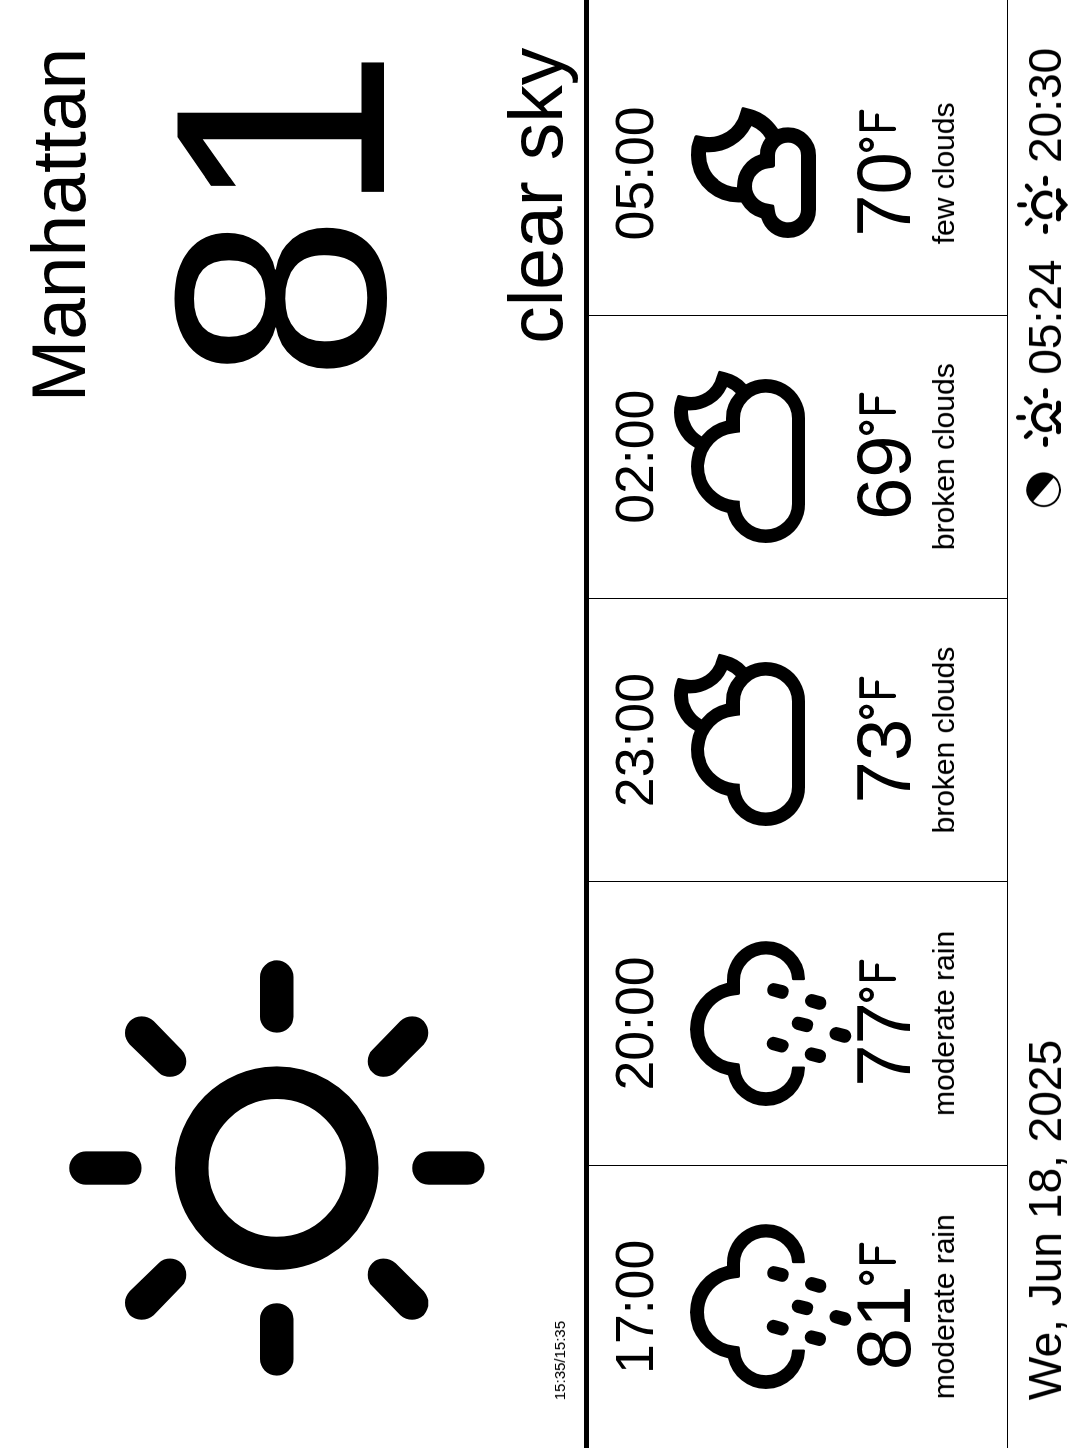 Manhattan
81
clear sky
15:35/15:35
17:00
81°F
moderate rain
20:00
77°F
moderate rain
23:00
73°F
broken clouds
02:00
69°F
broken clouds
05:00
70°F
few clouds
We, Jun 18, 2025
05:24
20:30